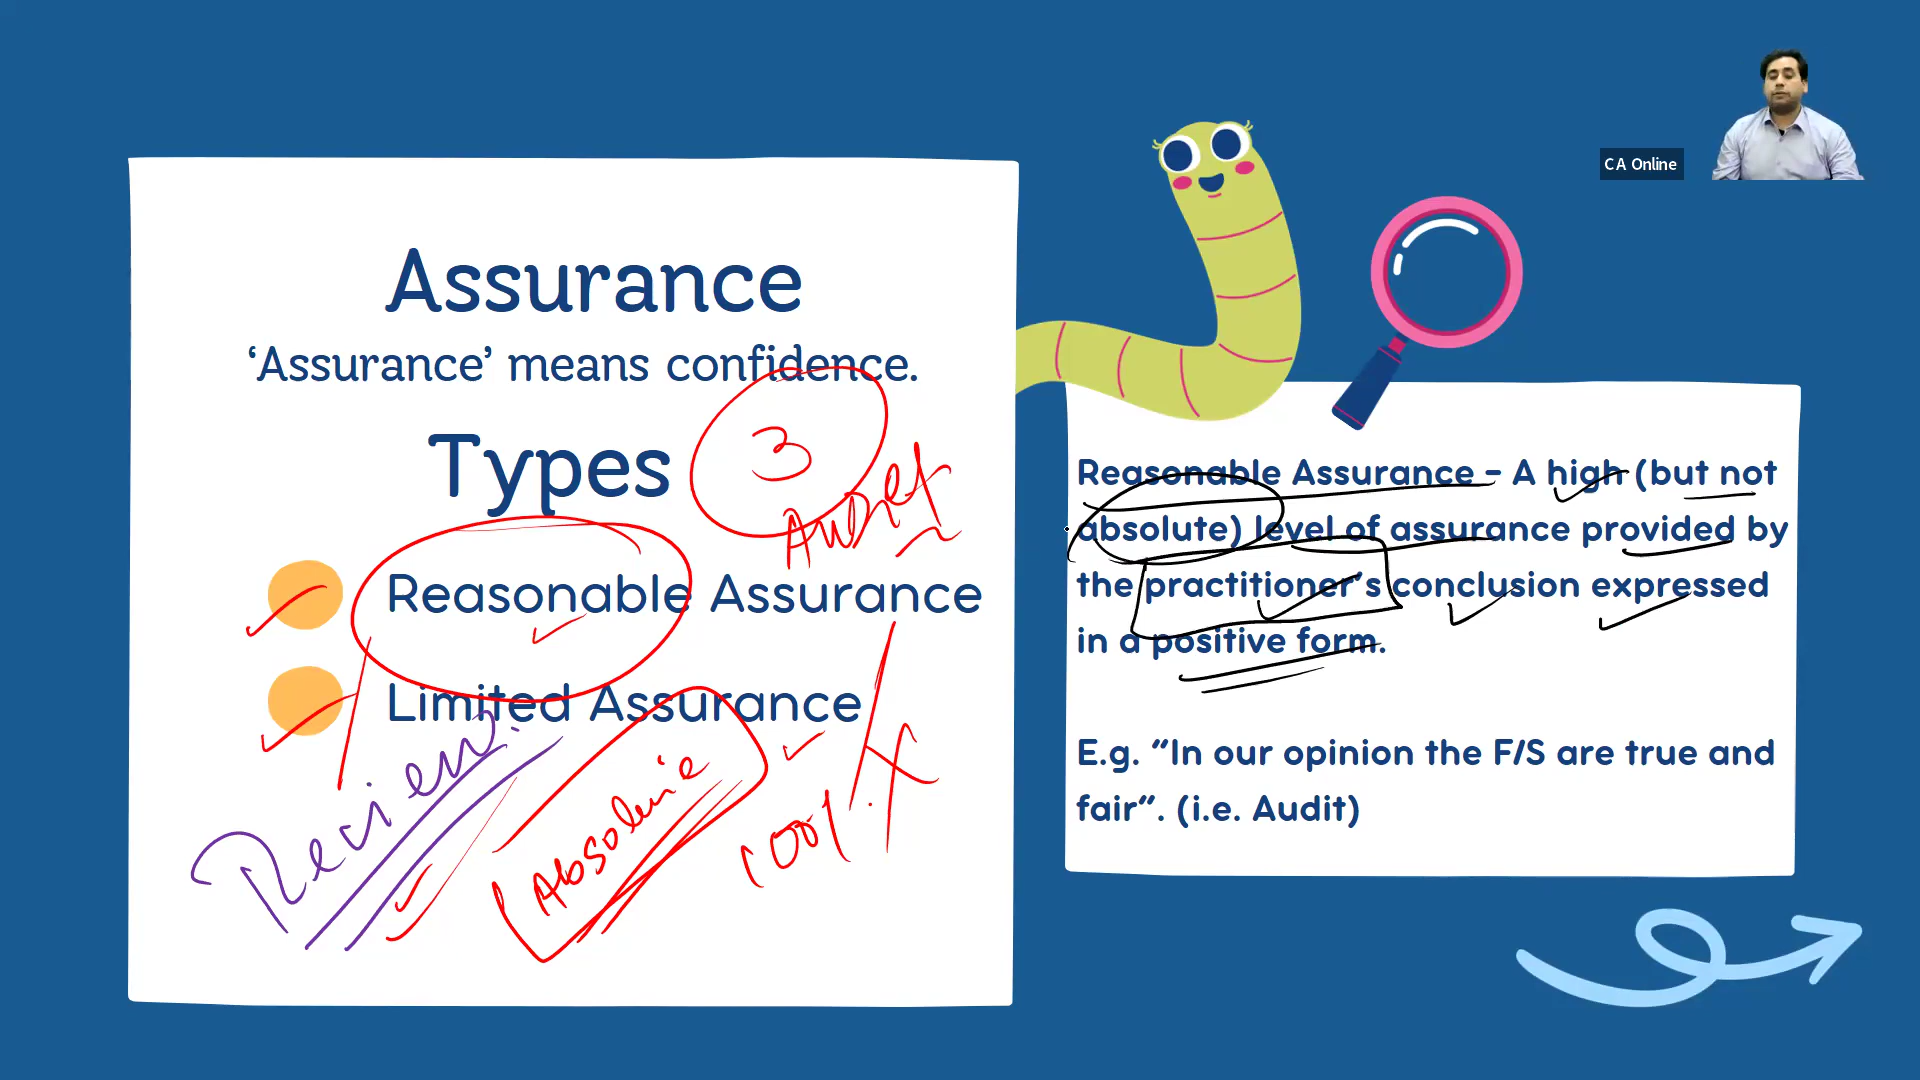 CA Online
Assurance
‘Assurance’ means confidence.
Types
3
Audit
Reasonable Assurance
Limited Assurance
Review.
Absolute
100%.
Reasonable Assurance - A high (but not
absolute) level of assurance provided by
the practitioner's conclusion expressed
in a positive form.
E.g. "In our opinion the F/S are true and
fair". (i.e. Audit)